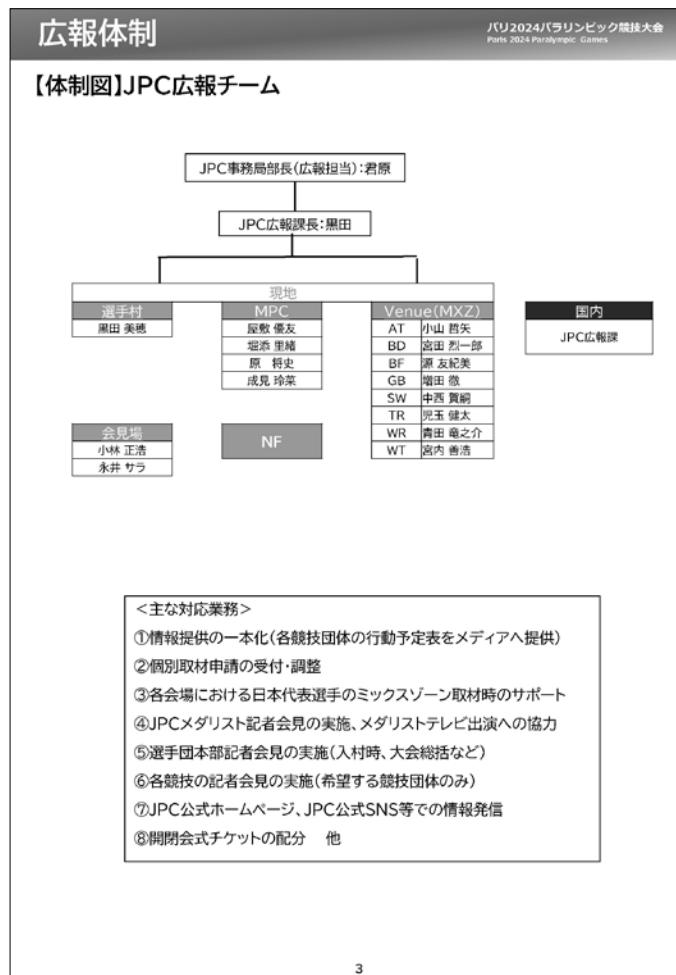 広報体制
パリ2024パラリンピック競技大会
Paris 2024 Paralympic Games
【体制図】JPC広報チーム
JPC事務局部長(広報担当):君原
JPC広報課長:黒田
現地
選手村
黒田 美穂
MPC
屋敷 優友
堀添 里緒
原 将史
成見 玲菜
Venue(MXZ)
AT 小山 哲矢
BD 宮田 烈一郎
BF 源 友紀美
GB 増田 徹
SW 中西 賀嗣
TR 児玉 健太
WR 青田 竜之介
WT 宮内 善浩
国内
JPC広報課
会見場
小林 正浩
永井 サラ
NF
<主な対応業務>
①情報提供の一本化(各競技団体の行動予定表をメディアへ提供)
②個別取材申請の受付・調整
③各会場における日本代表選手のミックスゾーン取材時のサポート
④JPCメダリスト記者会見の実施、メダリストテレビ出演への協力
⑤選手団本部記者会見の実施(入村時、大会総括など)
⑥各競技の記者会見の実施(希望する競技団体のみ)
⑦JPC公式ホームページ、JPC公式SNS等での情報発信
⑧開閉会式チケットの配分 他
3